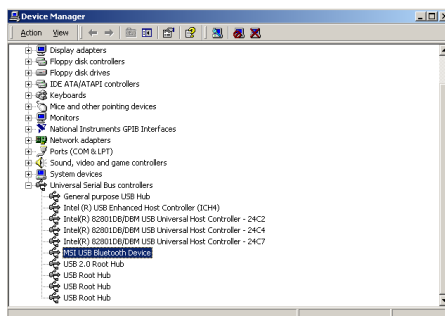 Device Manager
Action View
Display adapters
Floppy disk controllers
Floppy disk drives
IDE ATA/ATAPI controllers
Keyboards
Mice and other pointing devices
Monitors
National Instruments GPIB Interfaces
Network adapters
Ports (COM & LPT)
Sound, video and game controllers
System devices
Universal Serial Bus controllers
General purpose USB Hub
Intel (R) USB Enhanced Host Controller (ICH4)
Intel(R) 82801DB/DBM USB Universal Host Controller - 24C2
Intel(R) 82801DB/DBM USB Universal Host Controller - 24C4
Intel(R) 82801DB/DBM USB Universal Host Controller - 24C7
MSI USB Bluetooth Device
USB 2.0 Root Hub
USB Root Hub
USB Root Hub
USB Root Hub